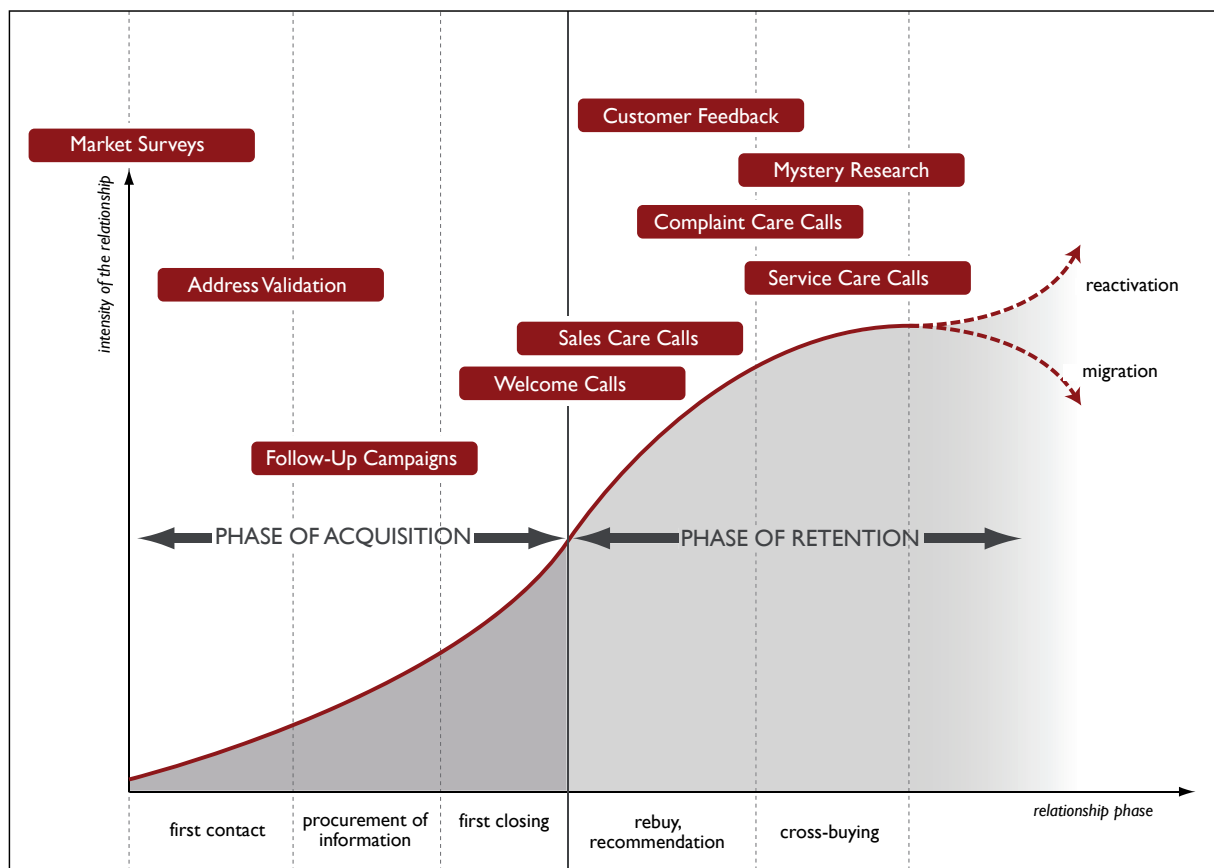 Customer Feedback
Market Surveys
Mystery Research
Complaint Care Calls
Service Care Calls
Address Validation
reactivation
intensity of the relationship
Sales Care Calls
migration
Welcome Calls
Follow-Up Campaigns
PHASE OF ACQUISITION
PHASE OF RETENTION
relationship phase
first contact
procurement of
information
first closing
rebuy,
recommendation
cross-buying